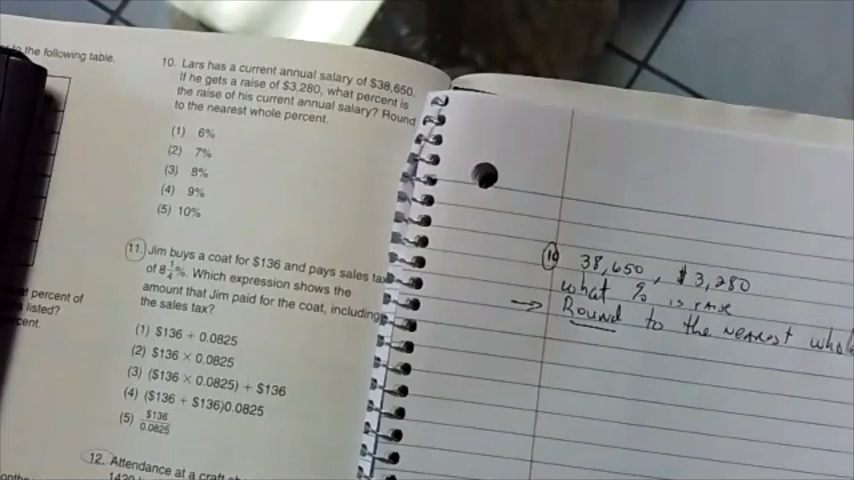 to the following table.
t percent of
s listed?
cent.
10. Lars has a current annual salary of $38,650.
If he gets a raise of $3,280, what percent is
the raise of his current annual salary? Round
to the nearest whole percent.
(1) 6%
(2) 7%
(3) 8%
(4) 9%
(5) 10%
11. Jim buys a coat for $136 and pays sales tax
of 8 1/4%. Which expression shows the
amount that Jim paid for the coat, including
the sales tax?
(1) $136 + 0.0825
(2) $136 × 0.0825
(3) ($136 × 0.0825) + $136
(4) ($136 + $136)0.0825
(5) $136/0.0825
12. Attendance at a craft
10 38,650, $3,280
what % is raise
→ Round to the nearest whole